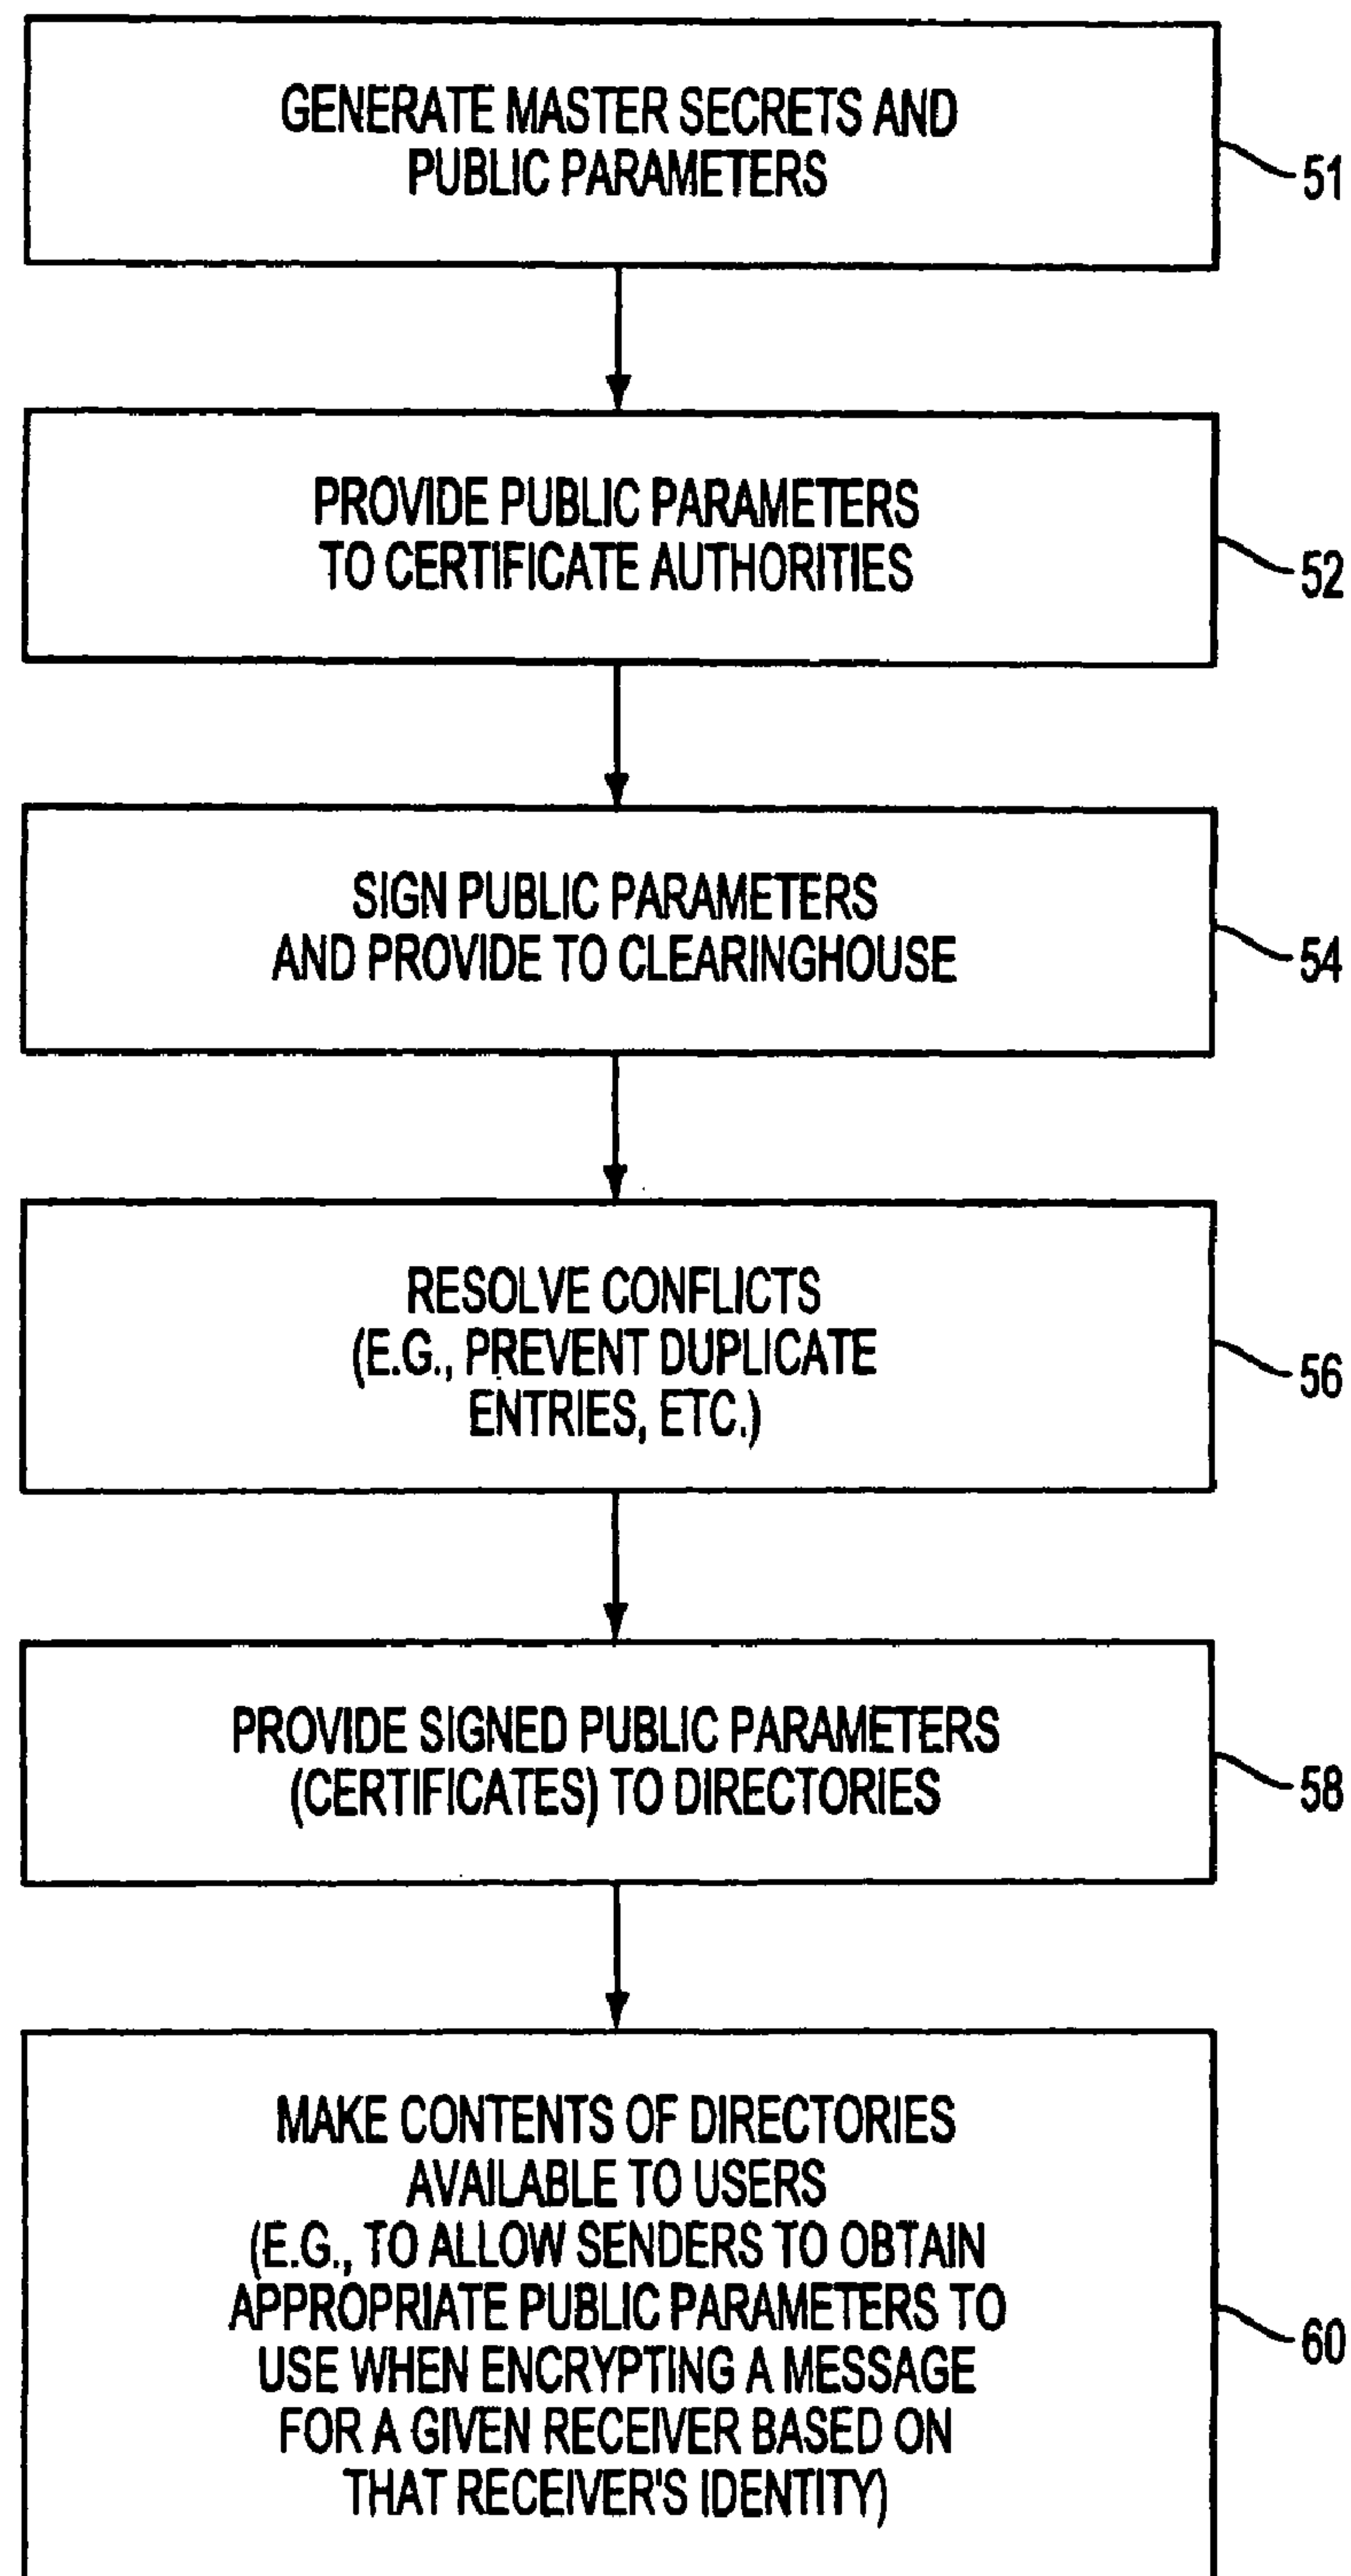 GENERATE MASTER SECRETS AND
PUBLIC PARAMETERS
51
PROVIDE PUBLIC PARAMETERS
TO CERTIFICATE AUTHORITIES
52
SIGN PUBLIC PARAMETERS
AND PROVIDE TO CLEARINGHOUSE
54
RESOLVE CONFLICTS
(E.G., PREVENT DUPLICATE
ENTRIES, ETC.)
56
PROVIDE SIGNED PUBLIC PARAMETERS
(CERTIFICATES) TO DIRECTORIES
58
MAKE CONTENTS OF DIRECTORIES
AVAILABLE TO USERS
(E.G., TO ALLOW SENDERS TO OBTAIN
APPROPRIATE PUBLIC PARAMETERS TO
USE WHEN ENCRYPTING A MESSAGE
FOR A GIVEN RECEIVER BASED ON
THAT RECEIVER'S IDENTITY)
60